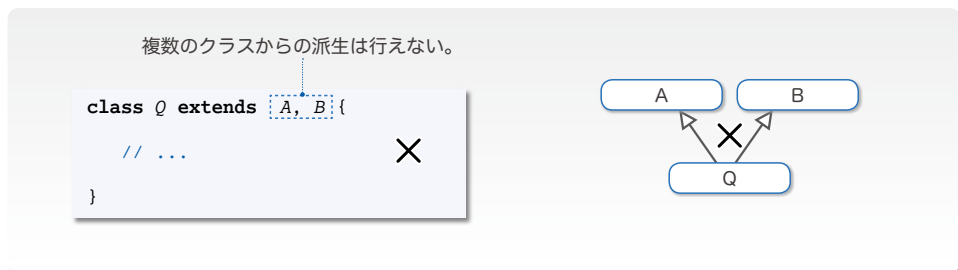 複数のクラスからの派生は行えない。
class Q extends A, B {
// ...
}
A
B
Q